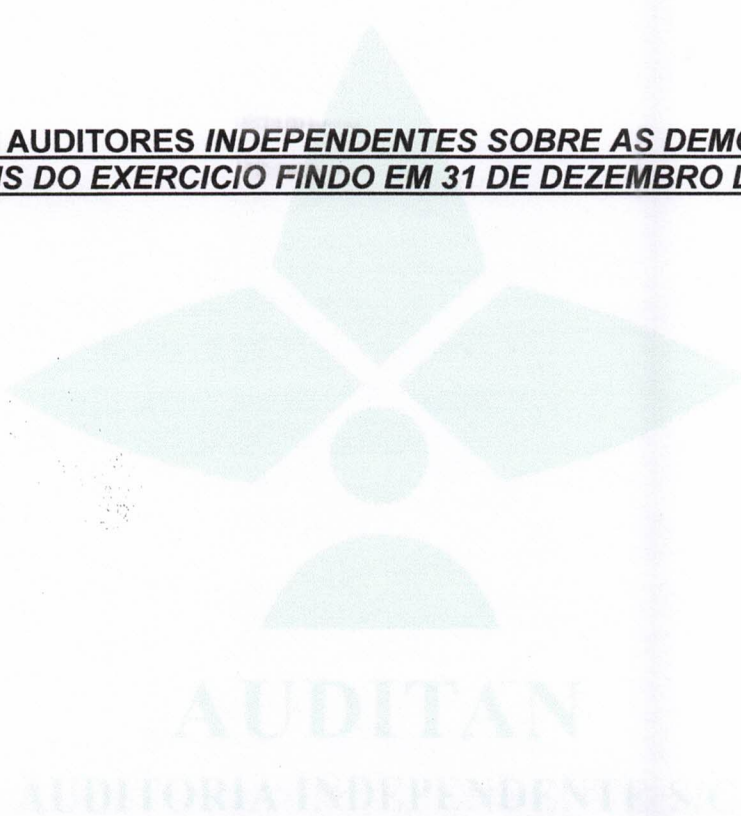 AUDITORES INDEPENDENTES SOBRE AS DEMO
IS DO EXERCICIO FINDO EM 31 DE DEZEMBRO D
AUDITAN
AUDITORIA INDEPENDENTE S/C